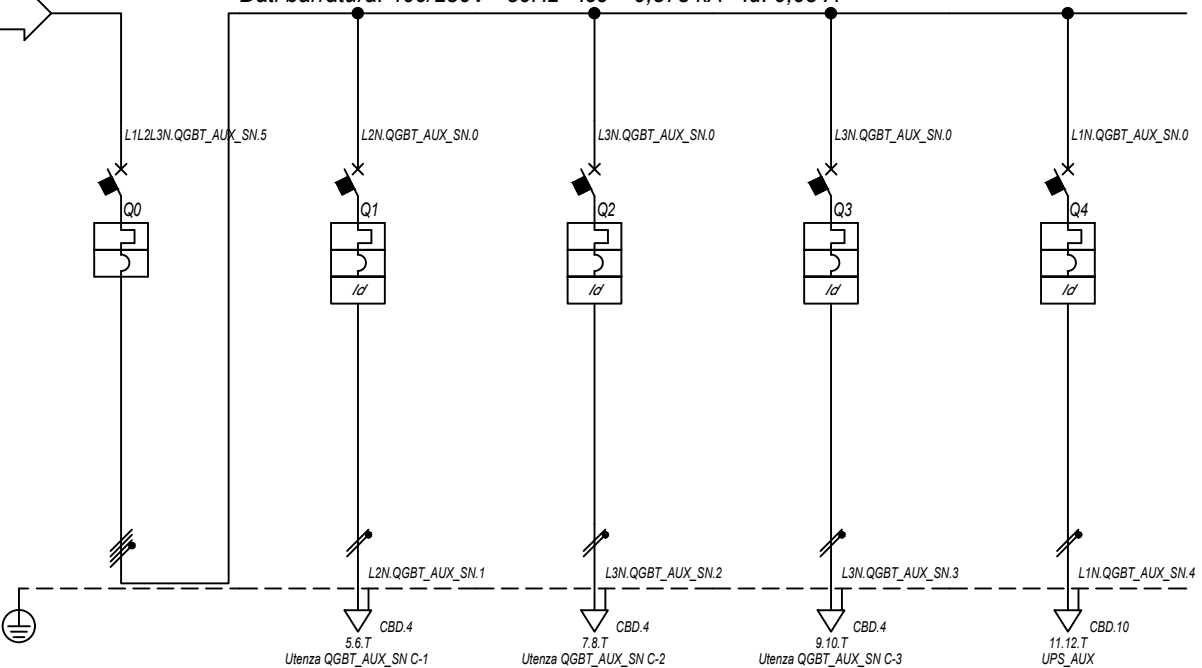 L1L2L3N.QGBT_AUX_SN.5
L2N.QGBT_AUX_SN.0
L3N.QGBT_AUX_SN.0
L3N.QGBT_AUX_SN.0
L1N.QGBT_AUX_SN.0
Q0
Q1
Q2
Q3
Q4
Id
Id
Id
Id
L2N.QGBT_AUX_SN.1
L3N.QGBT_AUX_SN.2
L3N.QGBT_AUX_SN.3
L1N.QGBT_AUX_SN.4
CBD.4
CBD.4
CBD.4
CBD.10
5.6.T
7.8.T
9.10.T
11.12.T
Utenza QGBT_AUX_SN C-1
Utenza QGBT_AUX_SN C-2
Utenza QGBT_AUX_SN C-3
UPS_AUX